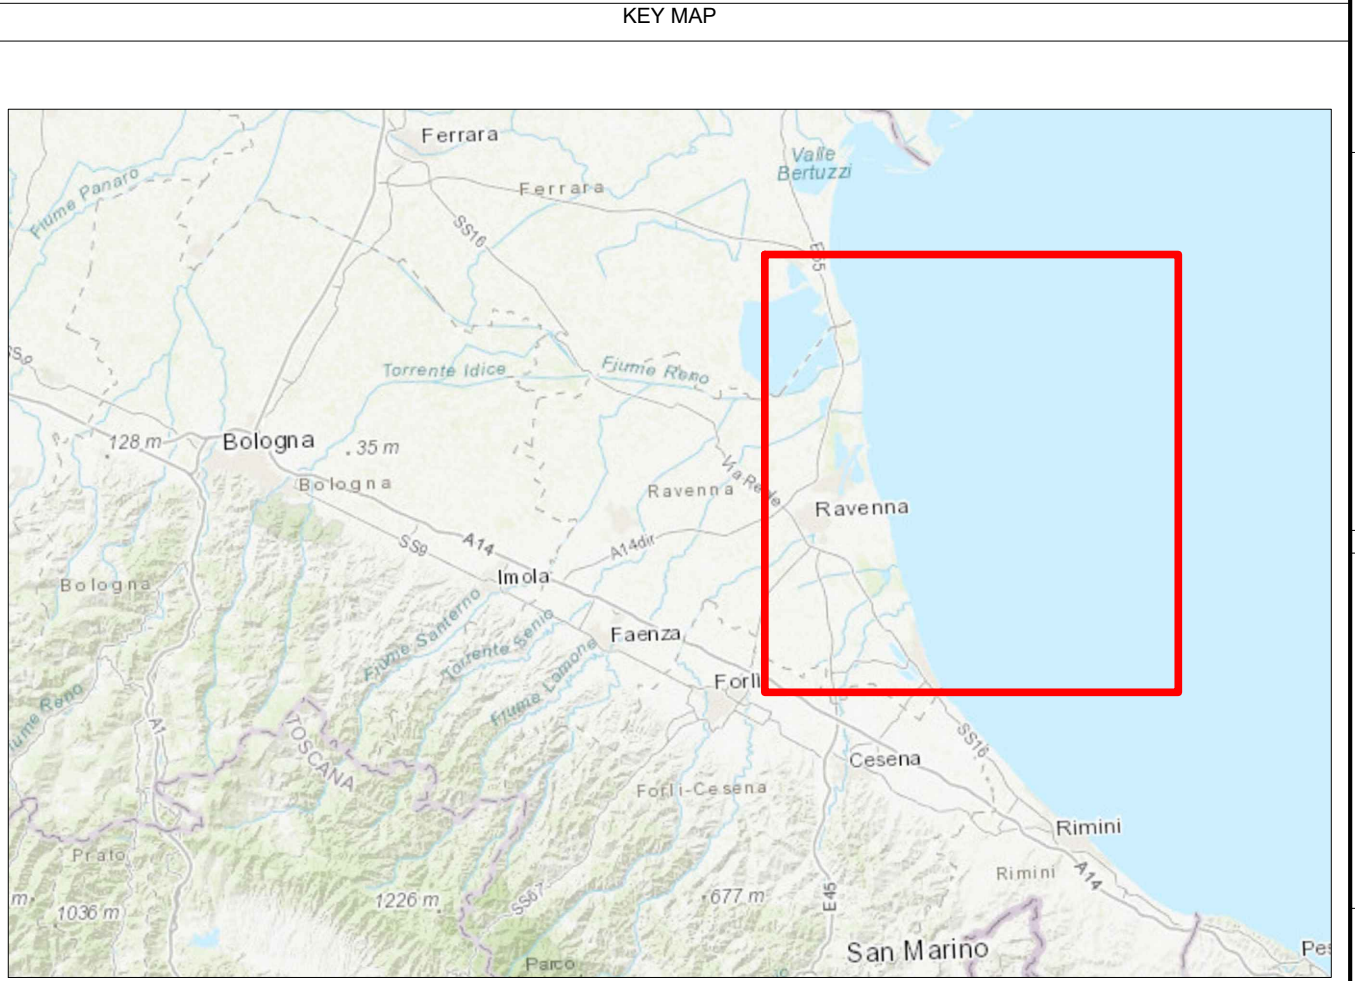 KEY MAP
Ferrara
Valle
Bertuzzi
Fiume Panaro
Ferrara
SS16
E55
SS9
Torrente Idice
Fiume Reno
128 m
Bologna
35 m
Bologna
Ravenna
Via Reale
Ravenna
SS9
A14
A14dir
Imola
Bologna
Fiume Santerno
Torrente Senio
Fiume Lamone
Faenza
Forlì
Fiume Reno
A1
TOSCANA
SS16
Cesena
Forlì-Cesena
Rimini
Prato
Rimini
A14
m
1036 m
1226 m
SS67
677 m
E45
San Marino
Parco
Pes